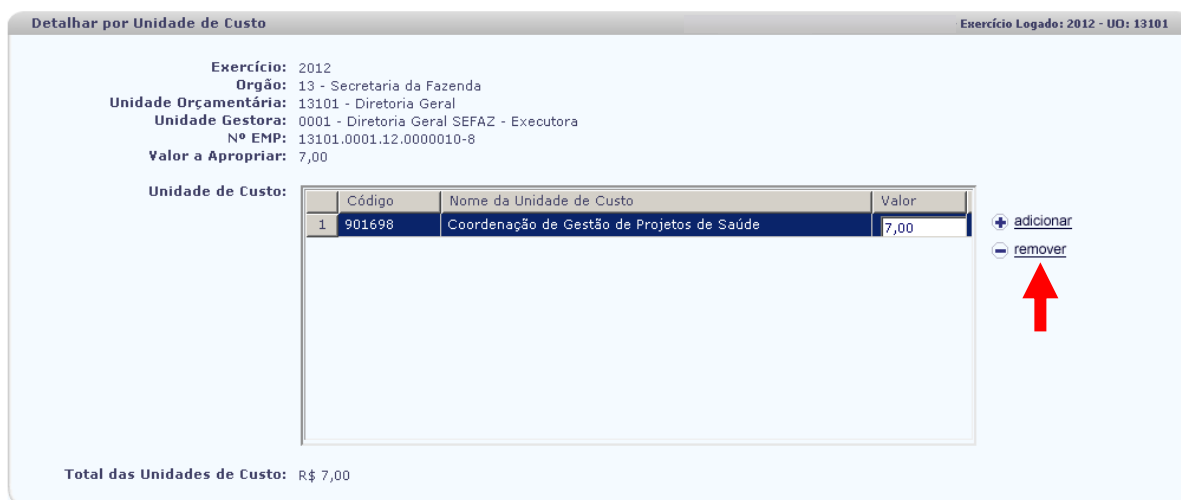 Detalhar por Unidade de Custo Exercício Logado: 2012 - UO: 13101
Exercício: 2012
Orgão: 13 - Secretaria da Fazenda
Unidade Orçamentária: 13101 - Diretoria Geral
Unidade Gestora: 0001 - Diretoria Geral SEFAZ - Executora
Nº EMP: 13101.0001.12.0000010-8
Valor a Apropriar: 7,00
Unidade de Custo:
Código Nome da Unidade de Custo Valor
1 901698 Coordenação de Gestão de Projetos de Saúde 7,00
adicionar
remover
Total das Unidades de Custo: R$ 7,00